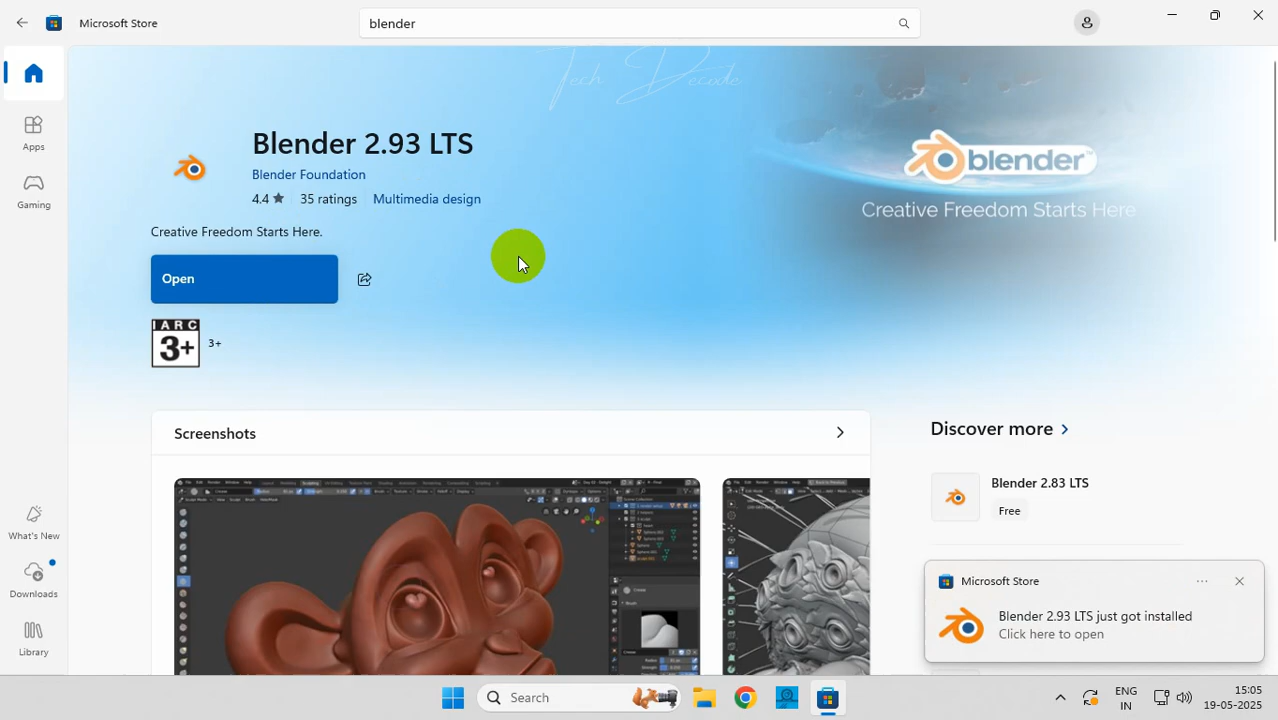 Microsoft Store
blender
Tech Decode
Home
Apps
Gaming
What's New
Downloads
Library
Blender 2.93 LTS
Blender Foundation
4.4 ★ 35 ratings Multimedia design
Creative Freedom Starts Here.
Open
IARC
3+
3+
blender™
Creative Freedom Starts Here
Screenshots
Discover more
Blender 2.83 LTS
Free
Microsoft Store
Blender 2.93 LTS just got installed
Click here to open
Search
ENG
IN
15:05
19-05-2025